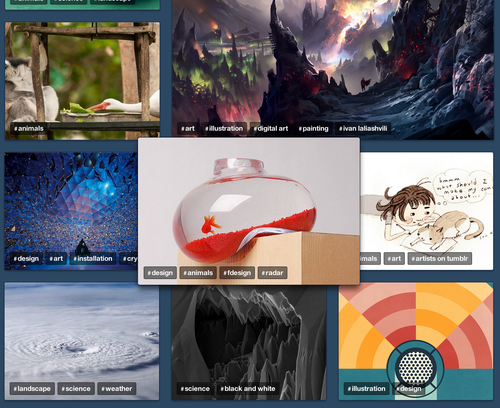 #animals #science #landscape
#animals
#art #illustration #digital art #painting #ivan laliashvili
#design #art #installation #cry
#design #animals #fdesign #radar
hmmm
what should I
make my comic
about...
mals #art #artists on tumblr
#landscape #science #weather
#science #black and white
#illustration #design